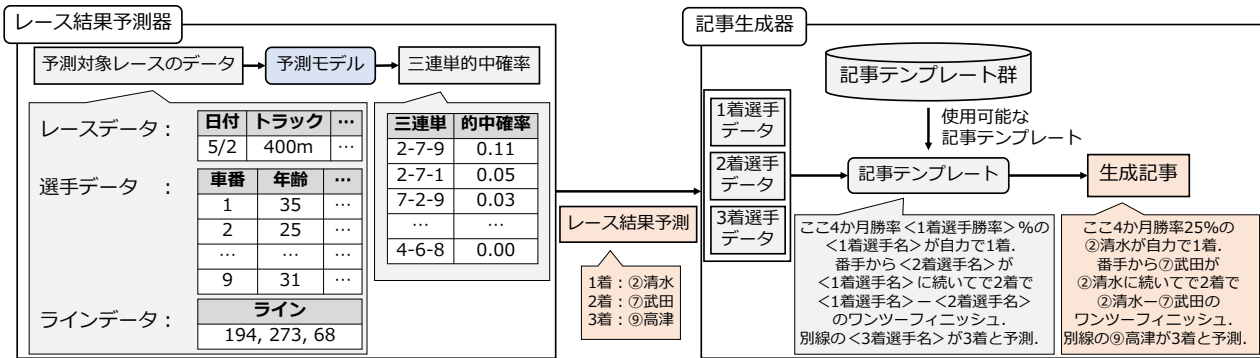 レース結果予測器
予測対象レースのデータ
予測モデル
三連単的中確率
レースデータ：
日付 トラック …
5/2 400m …
選手データ ：
車番 年齢 …
1 35 …
2 25 …
… … …
9 31 …
ラインデータ：
ライン
194, 273, 68
三連単 的中確率
2-7-9 0.11
2-7-1 0.05
7-2-9 0.03
… …
4-6-8 0.00
レース結果予測
1着：②清水
2着：⑦武田
3着：⑨高津
記事生成器
1着選手
データ
2着選手
データ
3着選手
データ
記事テンプレート群
使用可能な
記事テンプレート
記事テンプレート
生成記事
ここ4か月勝率<1着選手勝率>%の
<1着選手名>が自力で1着.
番手から<2着選手名>が
<1着選手名>に続いてで2着で
<1着選手名>ー<2着選手名>
のワンツーフィニッシュ.
別線の<3着選手名>が3着と予測.
ここ4か月勝率25%の
②清水が自力で1着.
番手から⑦武田が
②清水に続いてで2着で
②清水ー⑦武田の
ワンツーフィニッシュ.
別線の⑨高津が3着と予測.